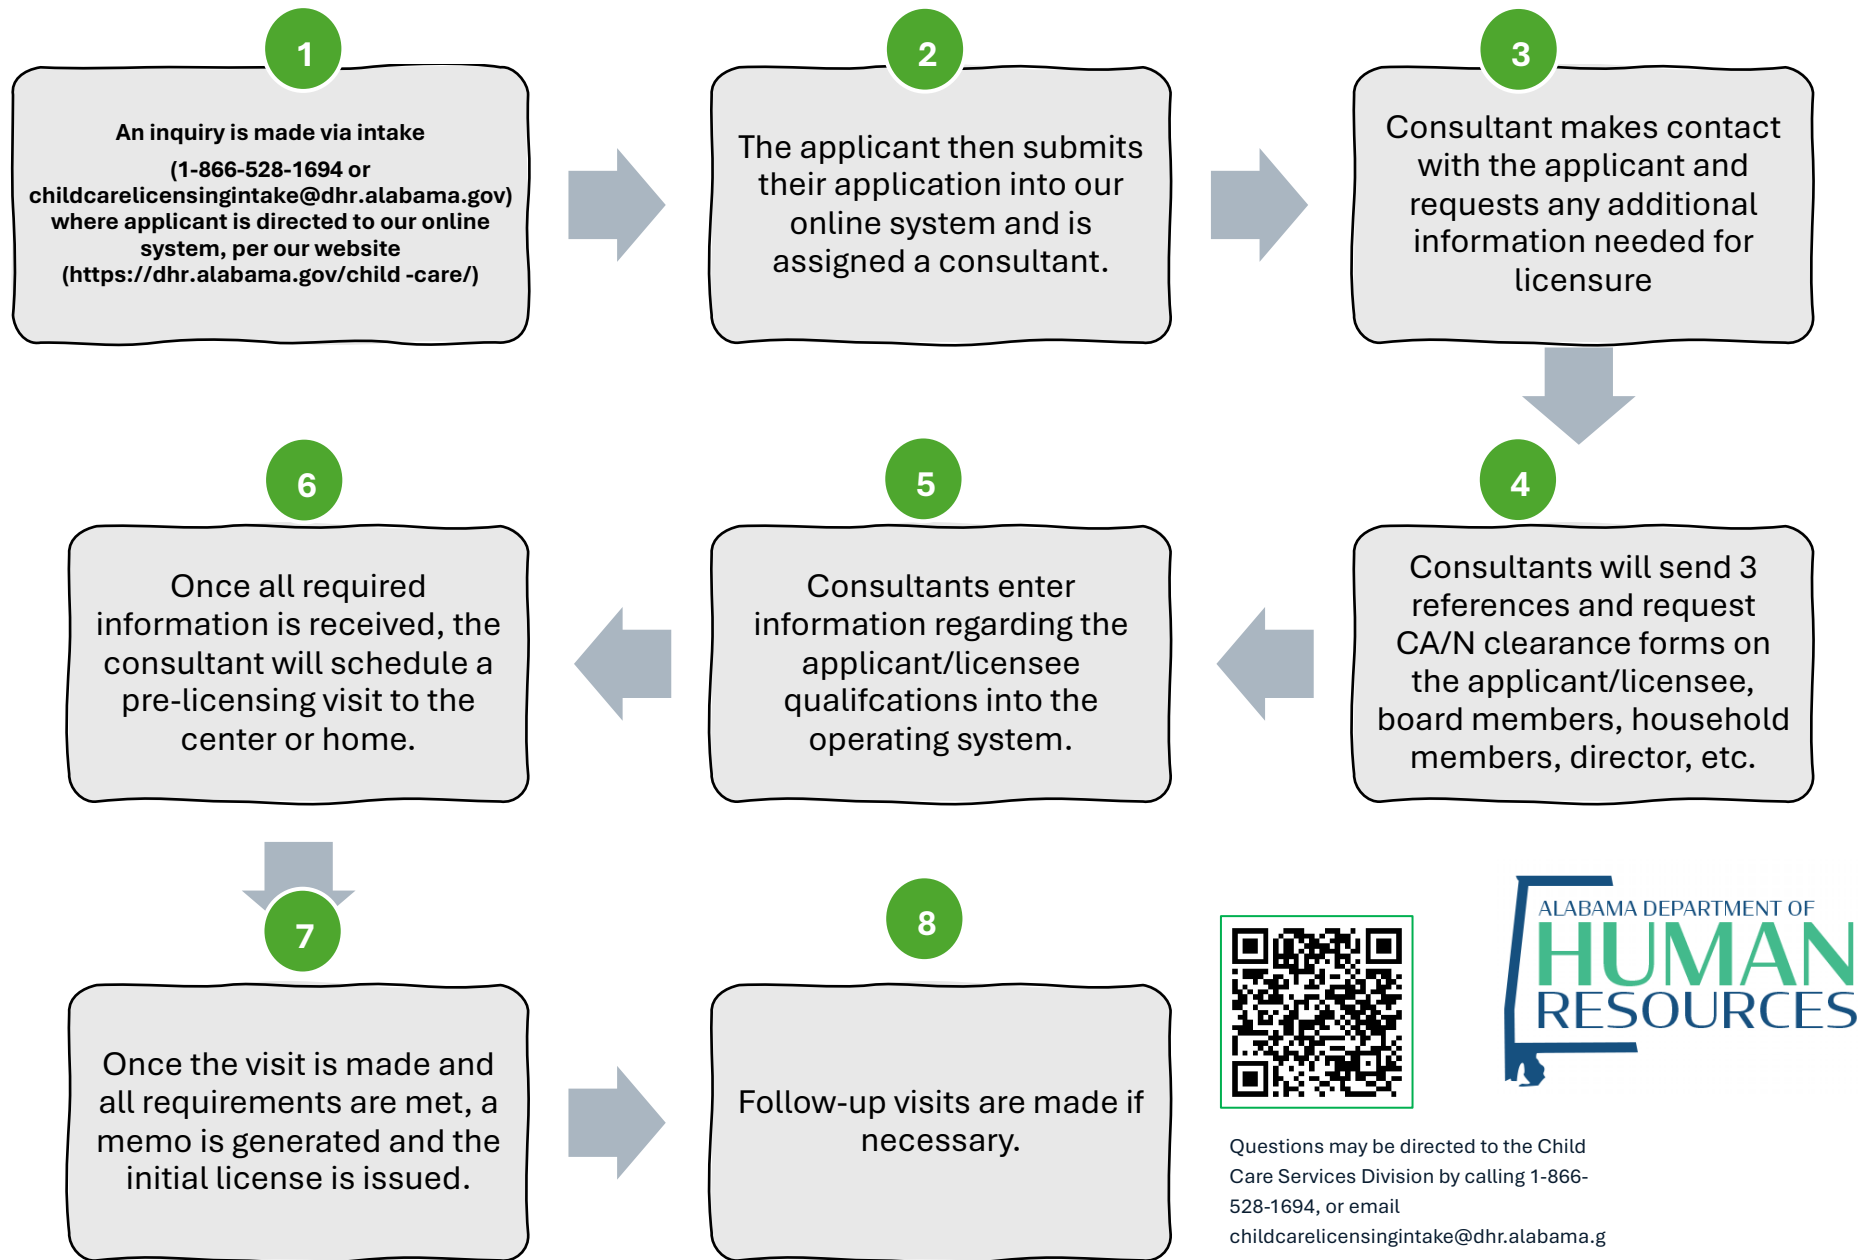 1
An inquiry is made via intake
(1-866-528-1694 or
childcarelicensingintake@dhr.alabama.gov)
where applicant is directed to our online
system, per our website
(https://dhr.alabama.gov/child -care/)
2
The applicant then submits
their application into our
online system and is
assigned a consultant.
3
Consultant makes contact
with the applicant and
requests any additional
information needed for
licensure
4
Consultants will send 3
references and request
CA/N clearance forms on
the applicant/licensee,
board members, household
members, director, etc.
5
Consultants enter
information regarding the
applicant/licensee
qualifcations into the
operating system.
6
Once all required
information is received, the
consultant will schedule a
pre-licensing visit to the
center or home.
7
Once the visit is made and
all requirements are met, a
memo is generated and the
initial license is issued.
8
Follow-up visits are made if
necessary.
ALABAMA DEPARTMENT OF
HUMAN
RESOURCES
Questions may be directed to the Child
Care Services Division by calling 1-866-
528-1694, or email
childcarelicensingintake@dhr.alabama.g